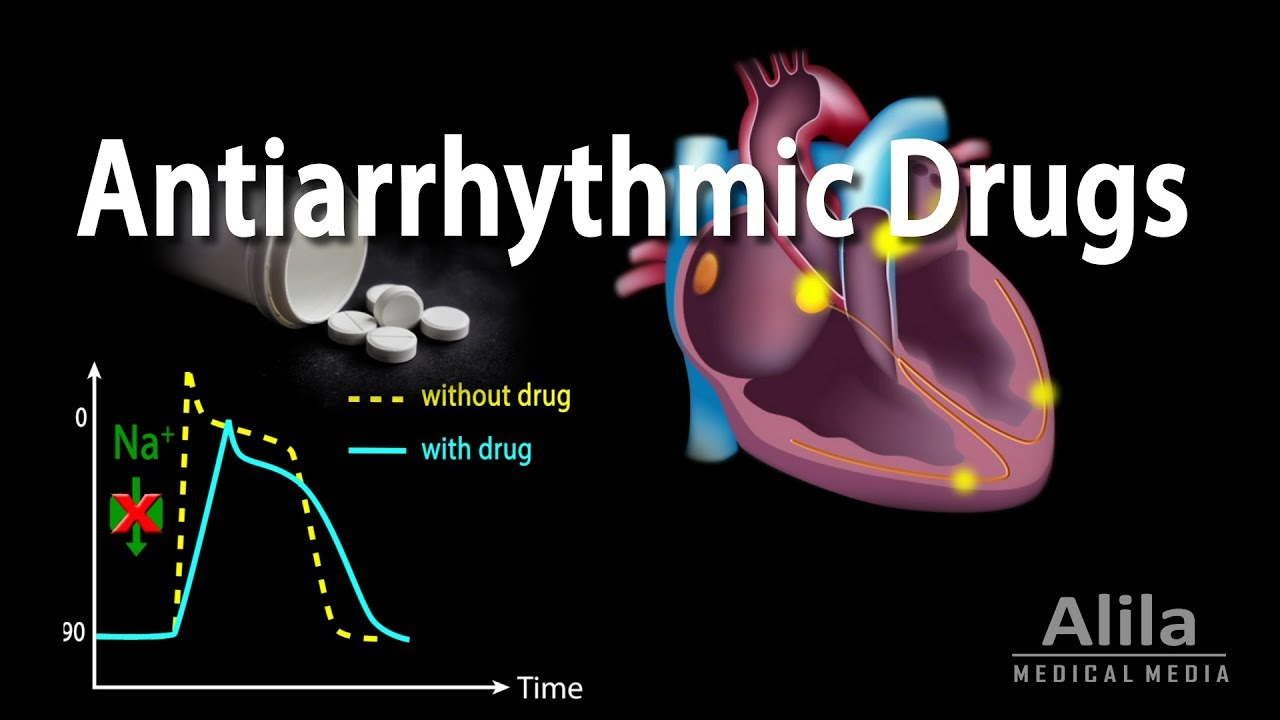 Antiarrhythmic Drugs
0
Na+
X
90
without drug
with drug
Time
Alila
MEDICAL MEDIA